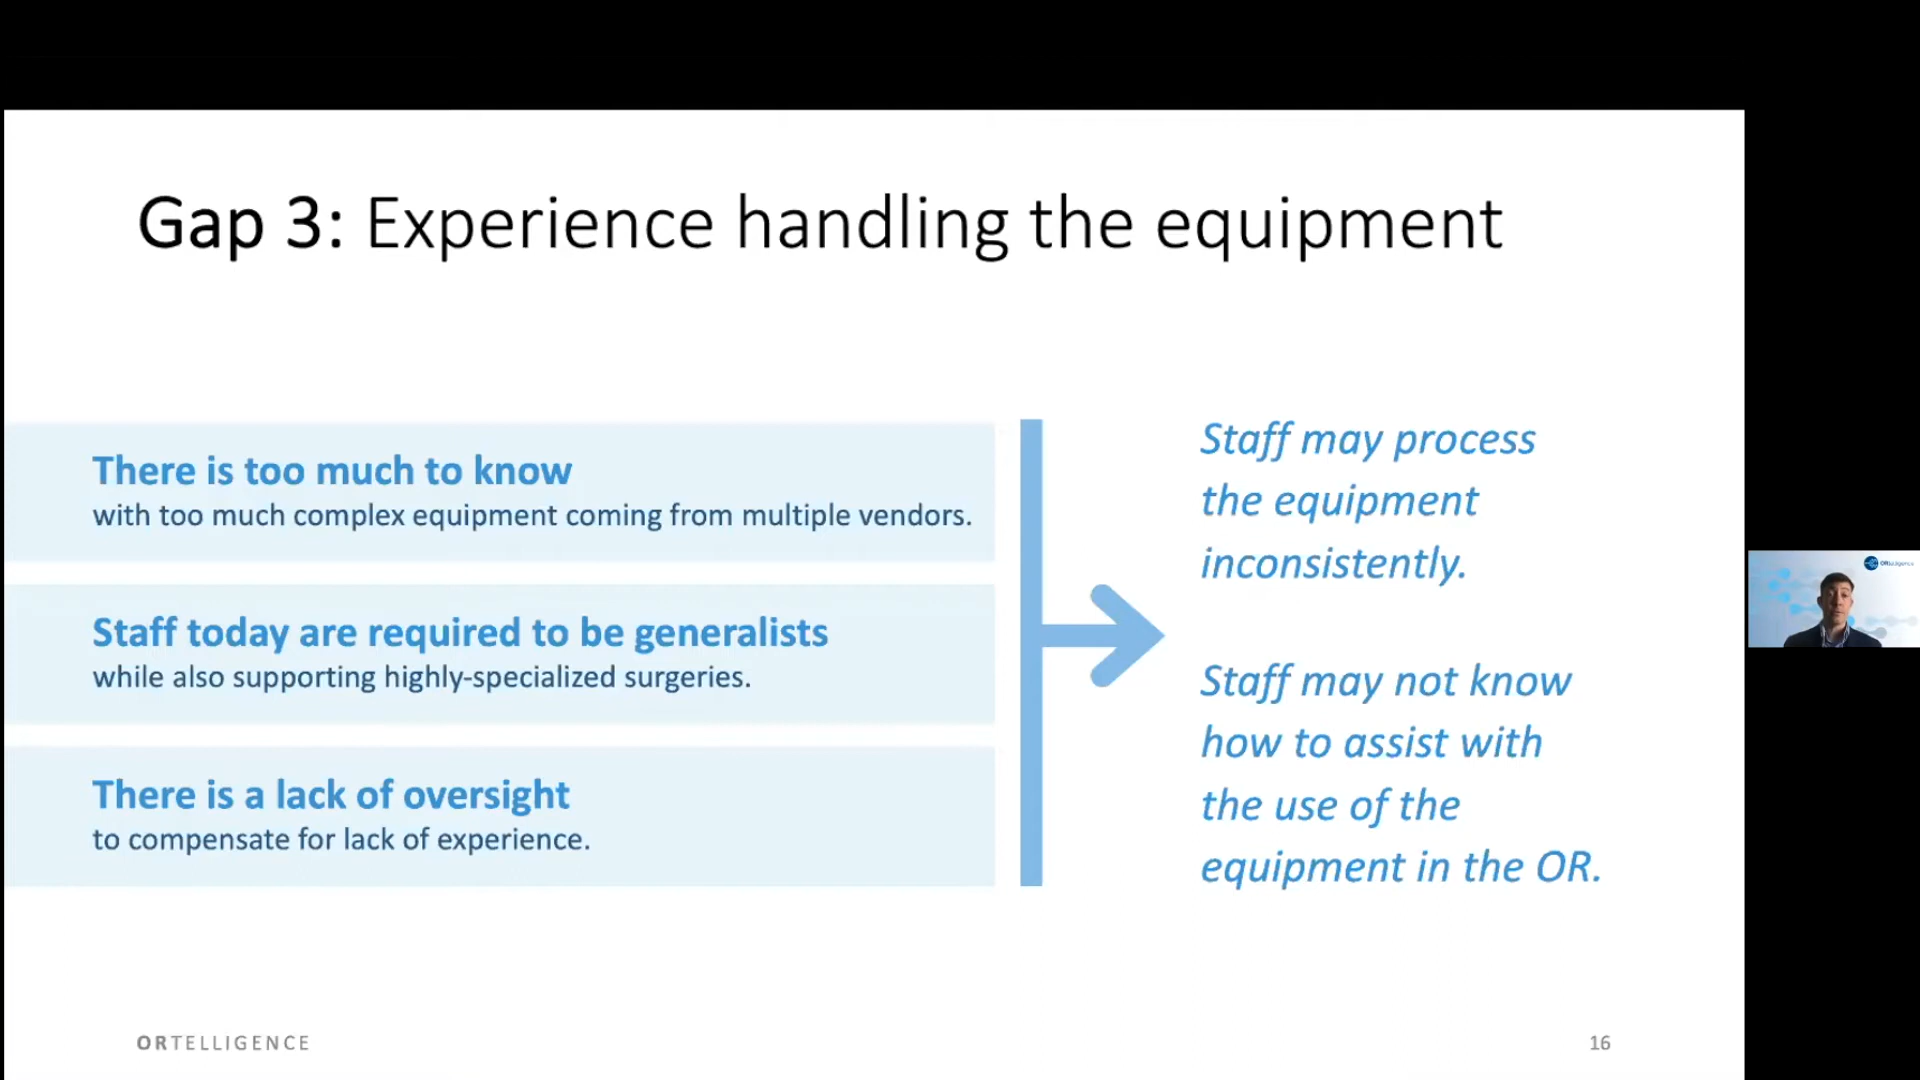 Gap 3: Experience handling the equipment
There is too much to know
with too much complex equipment coming from multiple vendors.
Staff today are required to be generalists
while also supporting highly-specialized surgeries.
There is a lack of oversight
to compensate for lack of experience.
Staff may process
the equipment
inconsistently.
Staff may not know
how to assist with
the use of the
equipment in the OR.
ORtelligence
ORTELLIGENCE
16